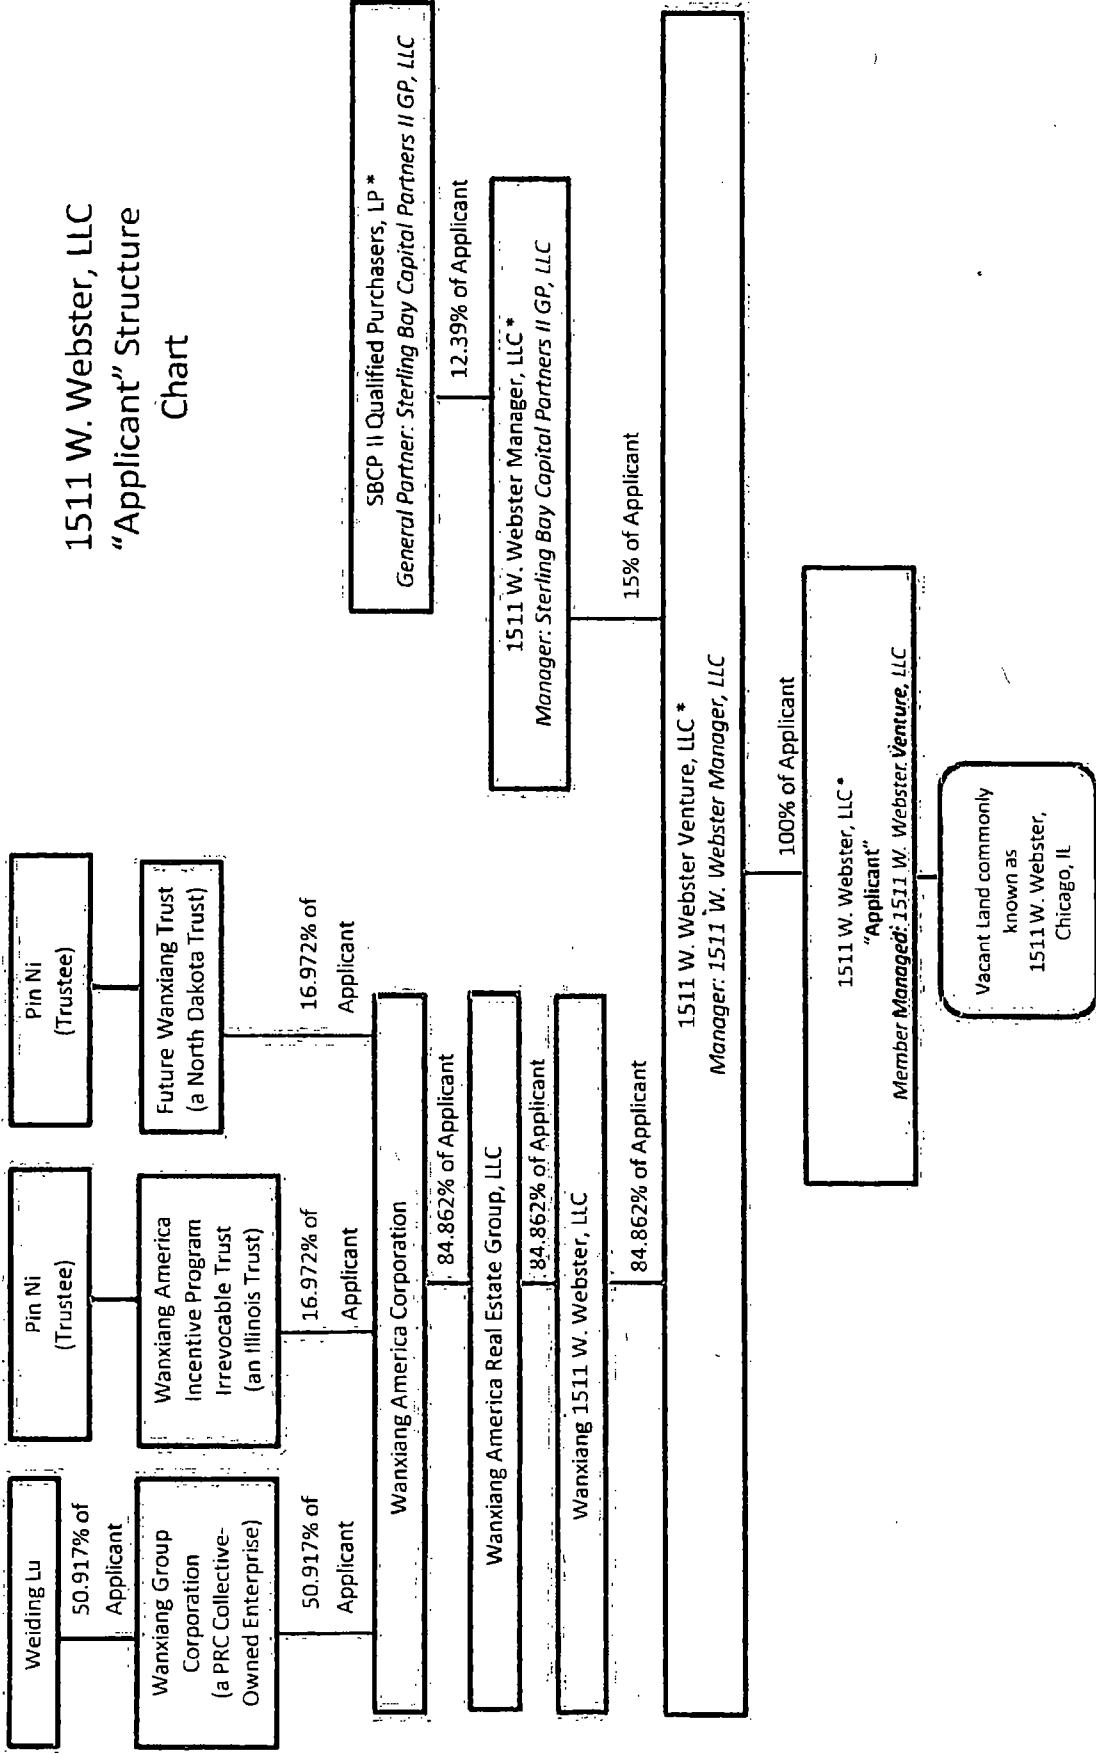 1511 W. Webster, LLC
"Applicant" Structure
Chart
Weiding Lu
50.917% of
Applicant
Wanxiang Group
Corporation
(a PRC Collective-
Owned Enterprise)
50.917% of
Applicant
Pin Ni
(Trustee)
Wanxiang America
Incentive Program
Irrevocable Trust
(an Illinois Trust)
16.972% of
Applicant
Pin Ni
(Trustee)
Future Wanxiang Trust
(a North Dakota Trust)
16.972% of
Applicant
Wanxiang America Corporation
84.862% of Applicant
Wanxiang America Real Estate Group, LLC
84.862% of Applicant
Wanxiang 1511 W. Webster, LLC
84.862% of Applicant
SBCP II Qualified Purchasers, LP *
General Partner: Sterling Bay Capital Partners II GP, LLC
12.39% of Applicant
1511 W. Webster Manager, LLC *
Manager: Sterling Bay Capital Partners II GP, LLC
15% of Applicant
1511 W. Webster Venture, LLC *
Manager: 1511 W. Webster Manager, LLC
100% of Applicant
1511 W. Webster, LLC *
"Applicant"
Member Managed: 1511 W. Webster Venture, LLC
Vacant Land commonly
known as
1511 W. Webster,
Chicago, IL